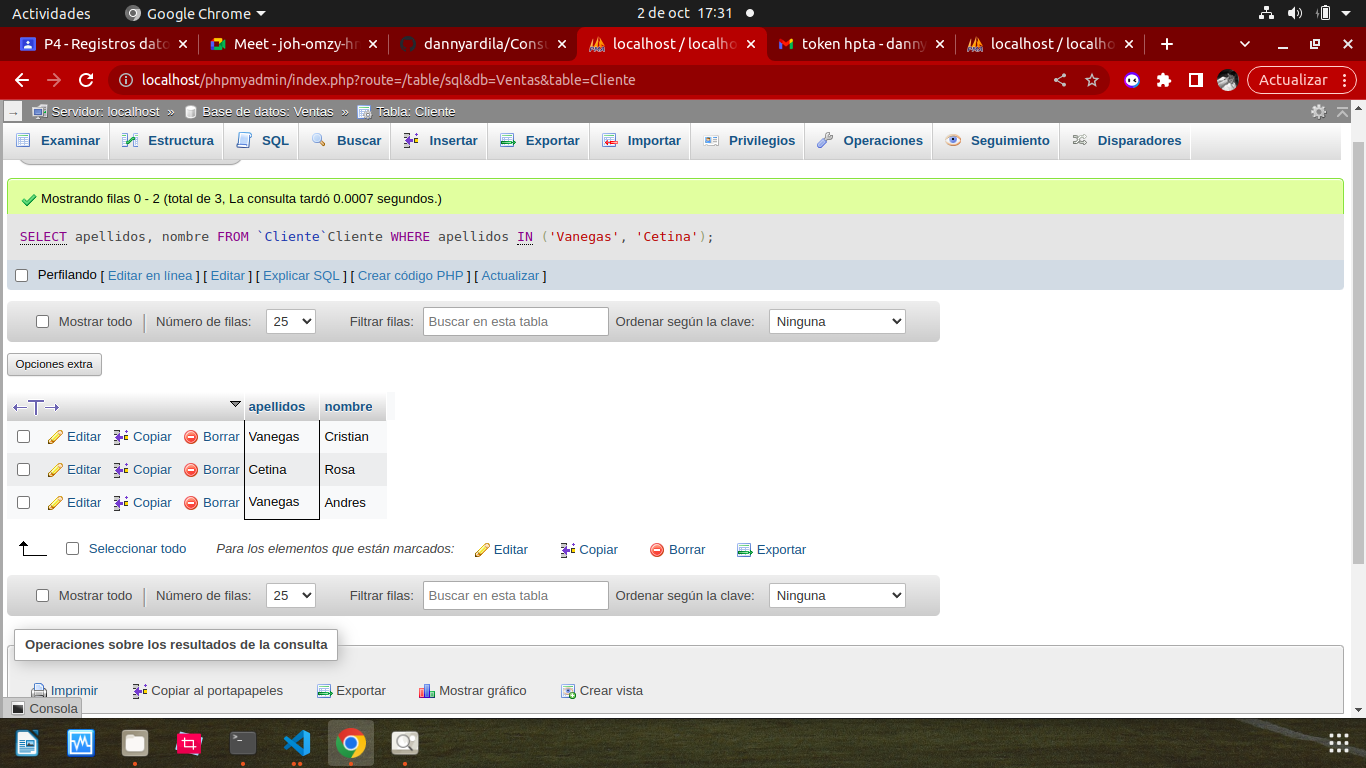 Actividades Google Chrome 2 de oct 17:31
P4 - Registros dato Meet - joh-omzy-hr dannyardila/Consu localhost / localho token hpta - danny localhost / localho
localhost/phpmyadmin/index.php?route=/table/sql&db=Ventas&table=Cliente Actualizar
Servidor: localhost » Base de datos: Ventas » Tabla: Cliente
Examinar Estructura SQL Buscar Insertar Exportar Importar Privilegios Operaciones Seguimiento Disparadores
Mostrando filas 0 - 2 (total de 3, La consulta tardó 0.0007 segundos.)
SELECT apellidos, nombre FROM `Cliente`Cliente WHERE apellidos IN ('Vanegas', 'Cetina');
Perfilando [ Editar en línea ] [ Editar ] [ Explicar SQL ] [ Crear código PHP ] [ Actualizar ]
Mostrar todo Número de filas: 25 Filtrar filas: Buscar en esta tabla Ordenar según la clave: Ninguna
Opciones extra
apellidos nombre
Editar Copiar Borrar Vanegas Cristian
Editar Copiar Borrar Cetina Rosa
Editar Copiar Borrar Vanegas Andres
Seleccionar todo Para los elementos que están marcados: Editar Copiar Borrar Exportar
Mostrar todo Número de filas: 25 Filtrar filas: Buscar en esta tabla Ordenar según la clave: Ninguna
Operaciones sobre los resultados de la consulta
Imprimir Copiar al portapapeles Exportar Mostrar gráfico Crear vista
Consola